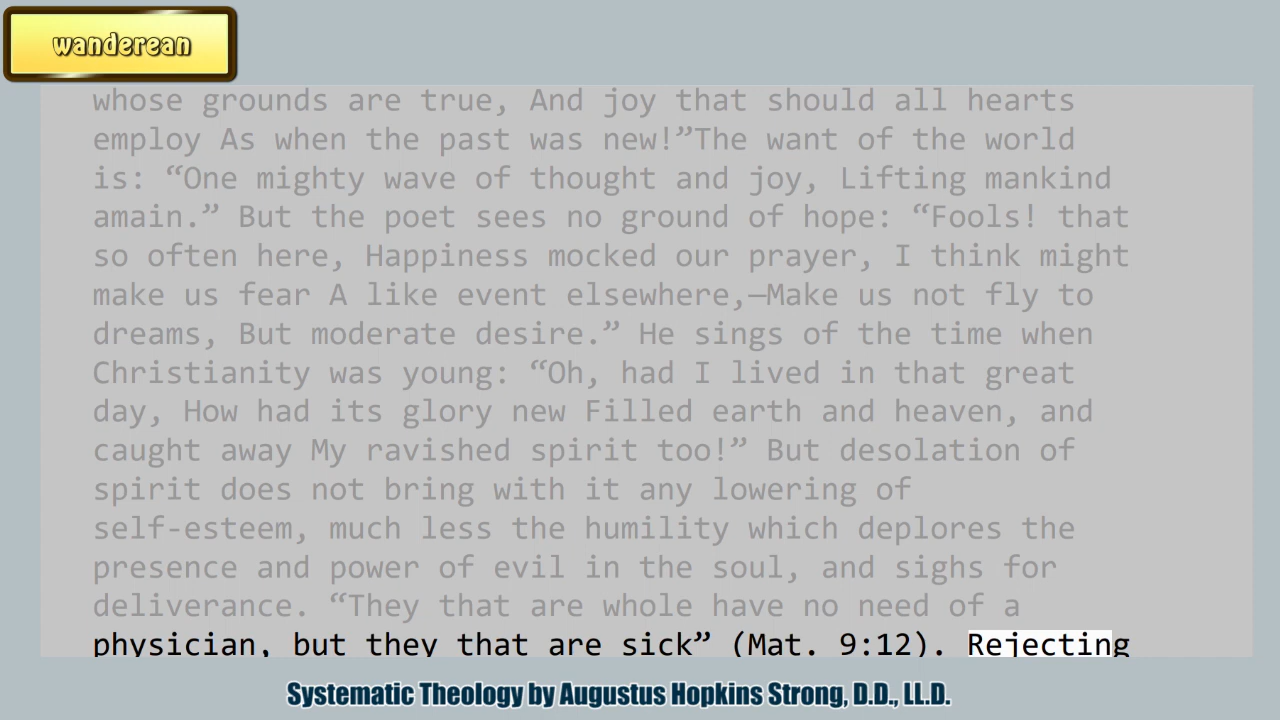 wanderean
whose grounds are true, And joy that should all hearts
employ As when the past was new!”The want of the world
is: “One mighty wave of thought and joy, Lifting mankind
amain.” But the poet sees no ground of hope: “Fools! that
so often here, Happiness mocked our prayer, I think might
make us fear A like event elsewhere,—Make us not fly to
dreams, But moderate desire.” He sings of the time when
Christianity was young: “Oh, had I lived in that great
day, How had its glory new Filled earth and heaven, and
caught away My ravished spirit too!” But desolation of
spirit does not bring with it any lowering of
self-esteem, much less the humility which deplores the
presence and power of evil in the soul, and sighs for
deliverance. “They that are whole have no need of a
physician, but they that are sick” (Mat. 9:12). Rejecting
Systematic Theology by Augustus Hopkins Strong, D.D., LL.D.